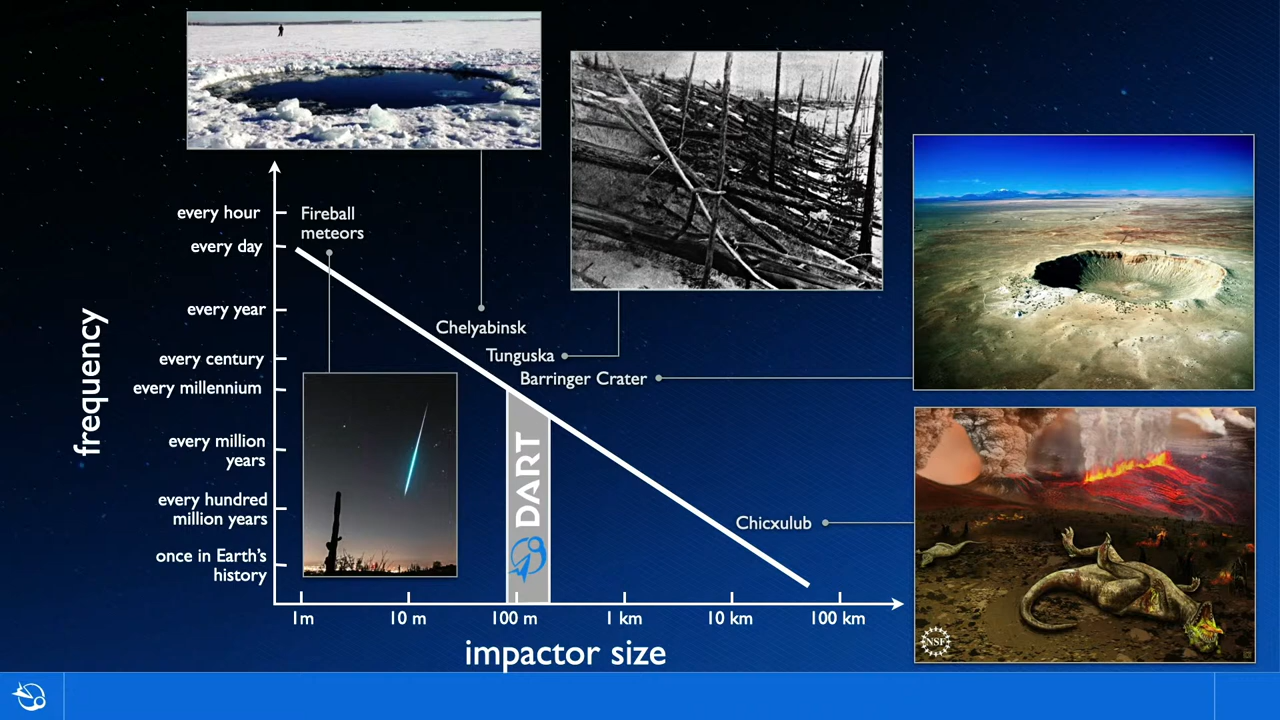 every hour
Fireball
meteors
every day
every year
Chelyabinsk
Tunguska
every century
Barringer Crater
every millennium
frequency
every million
years
DART
every hundred
million years
Chicxulub
once in Earth's
history
1m
10 m
100 m
1 km
10 km
100 km
impactor size
NSF